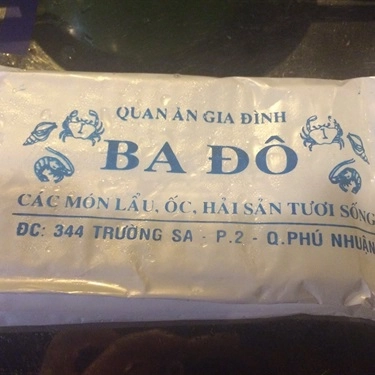 QUAN ĂN GIA ĐÌNH
BA ĐÔ
CÁC MÓN LẨU, ỐC, HẢI SẢN TƯƠI SỐNG
ĐC: 344 TRƯỜNG SA - P.2 - Q.PHÚ NHUẬN